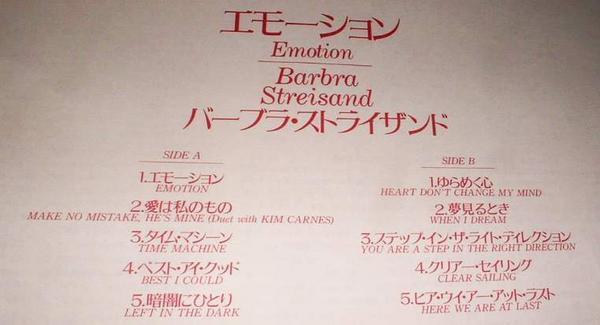 エモーション
Emotion
Barbra
Streisand
バーブラ・ストライザンド
SIDE A
1.エモーション
EMOTION
2.愛は私のもの
MAKE NO MISTAKE, HE'S MINE (Duet with KIM CARNES)
3.タイム・マシーン
TIME MACHINE
4.ベスト・アイ・クッド
BEST I COULD
5.暗闇にひとり
LEFT IN THE DARK
SIDE B
1.ゆらめく心
HEART DON'T CHANGE MY MIND
2.夢見るとき
WHEN I DREAM
3.ステップ・イン・ザ・ライト・ディレクション
YOU ARE A STEP IN THE RIGHT DIRECTION
4.クリアー・セイリング
CLEAR SAILING
5.ヒア・ウィ・アー・アット・ラスト
HERE WE ARE AT LAST